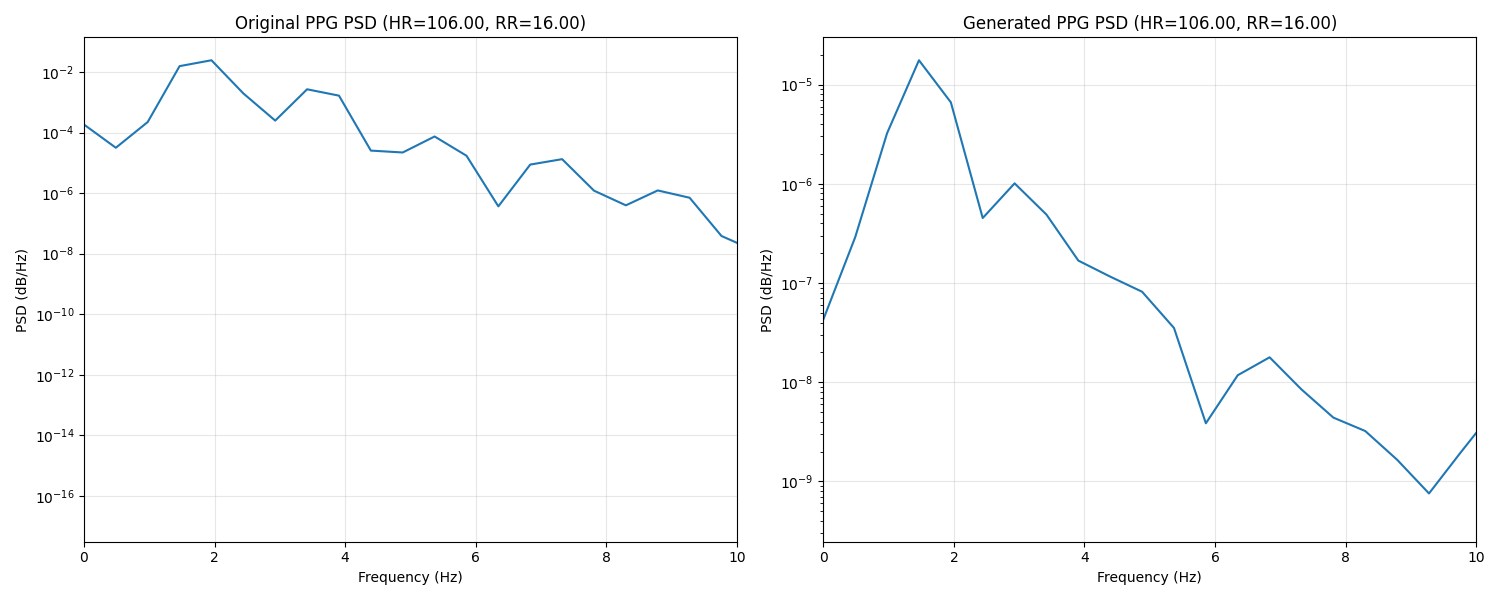 Original PPG PSD (HR=106.00, RR=16.00)
PSD (dB/Hz)
10⁻²
10⁻⁴
10⁻⁶
10⁻⁸
10⁻¹⁰
10⁻¹²
10⁻¹⁴
10⁻¹⁶
0 2 4 6 8 10
Frequency (Hz)
Generated PPG PSD (HR=106.00, RR=16.00)
PSD (dB/Hz)
10⁻⁵
10⁻⁶
10⁻⁷
10⁻⁸
10⁻⁹
0 2 4 6 8 10
Frequency (Hz)